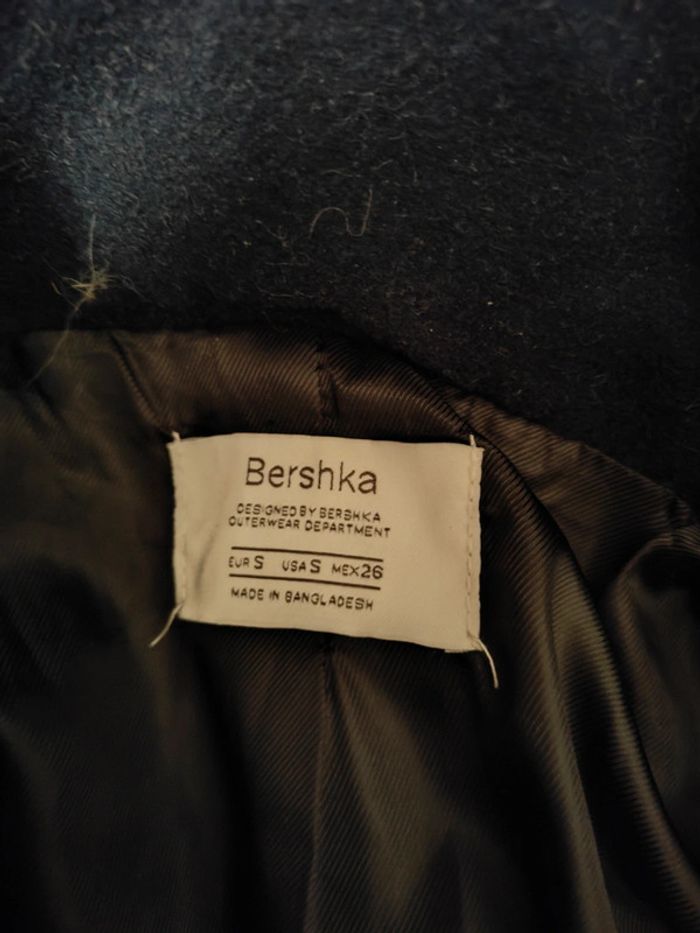 Bershka
DESIGNED BY BERSHKA
OUTERWEAR DEPARTMENT
EUR S USA S MEX 26
MADE IN BANGLADESH